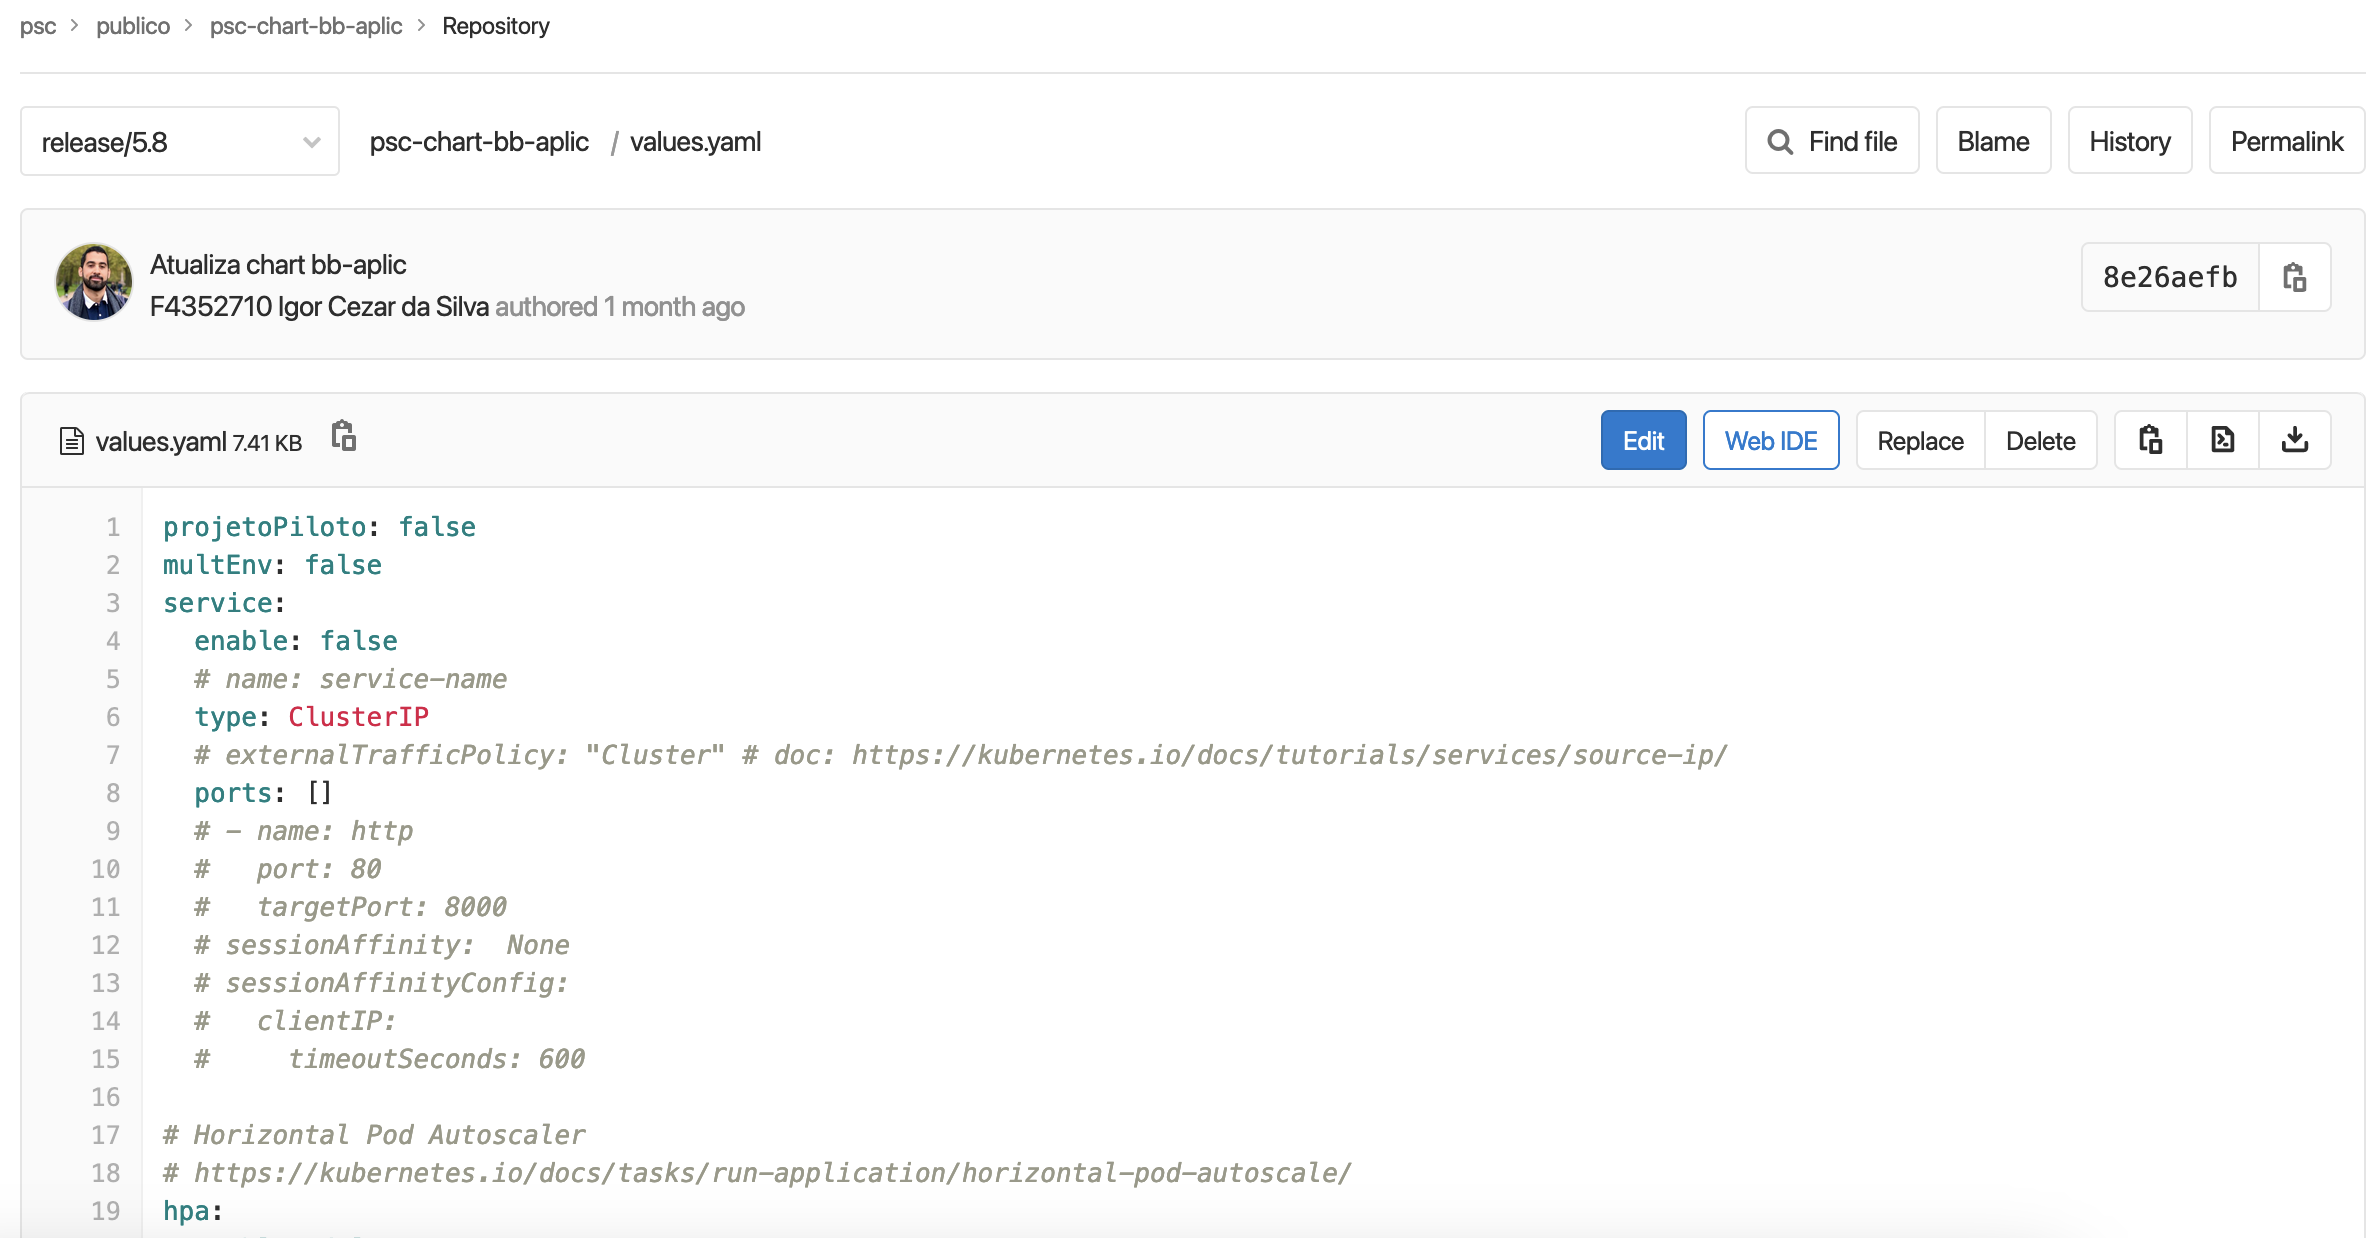 psc > publico > psc-chart-bb-aplic > Repository
release/5.8
psc-chart-bb-aplic / values.yaml
Find file
Blame
History
Permalink
Atualiza chart bb-aplic
F4352710 Igor Cezar da Silva authored 1 month ago
8e26aefb
values.yaml 7.41 KB
Edit
Web IDE
Replace
Delete
1 projetoPiloto: false
2 multEnv: false
3 service:
4   enable: false
5   # name: service-name
6   type: ClusterIP
7   # externalTrafficPolicy: "Cluster" # doc: https://kubernetes.io/docs/tutorials/services/source-ip/
8   ports: []
9   # - name: http
10   #   port: 80
11   #   targetPort: 8000
12   # sessionAffinity:  None
13   # sessionAffinityConfig:
14   #   clientIP:
15   #     timeoutSeconds: 600
16
17 # Horizontal Pod Autoscaler
18 # https://kubernetes.io/docs/tasks/run-application/horizontal-pod-autoscale/
19 hpa: